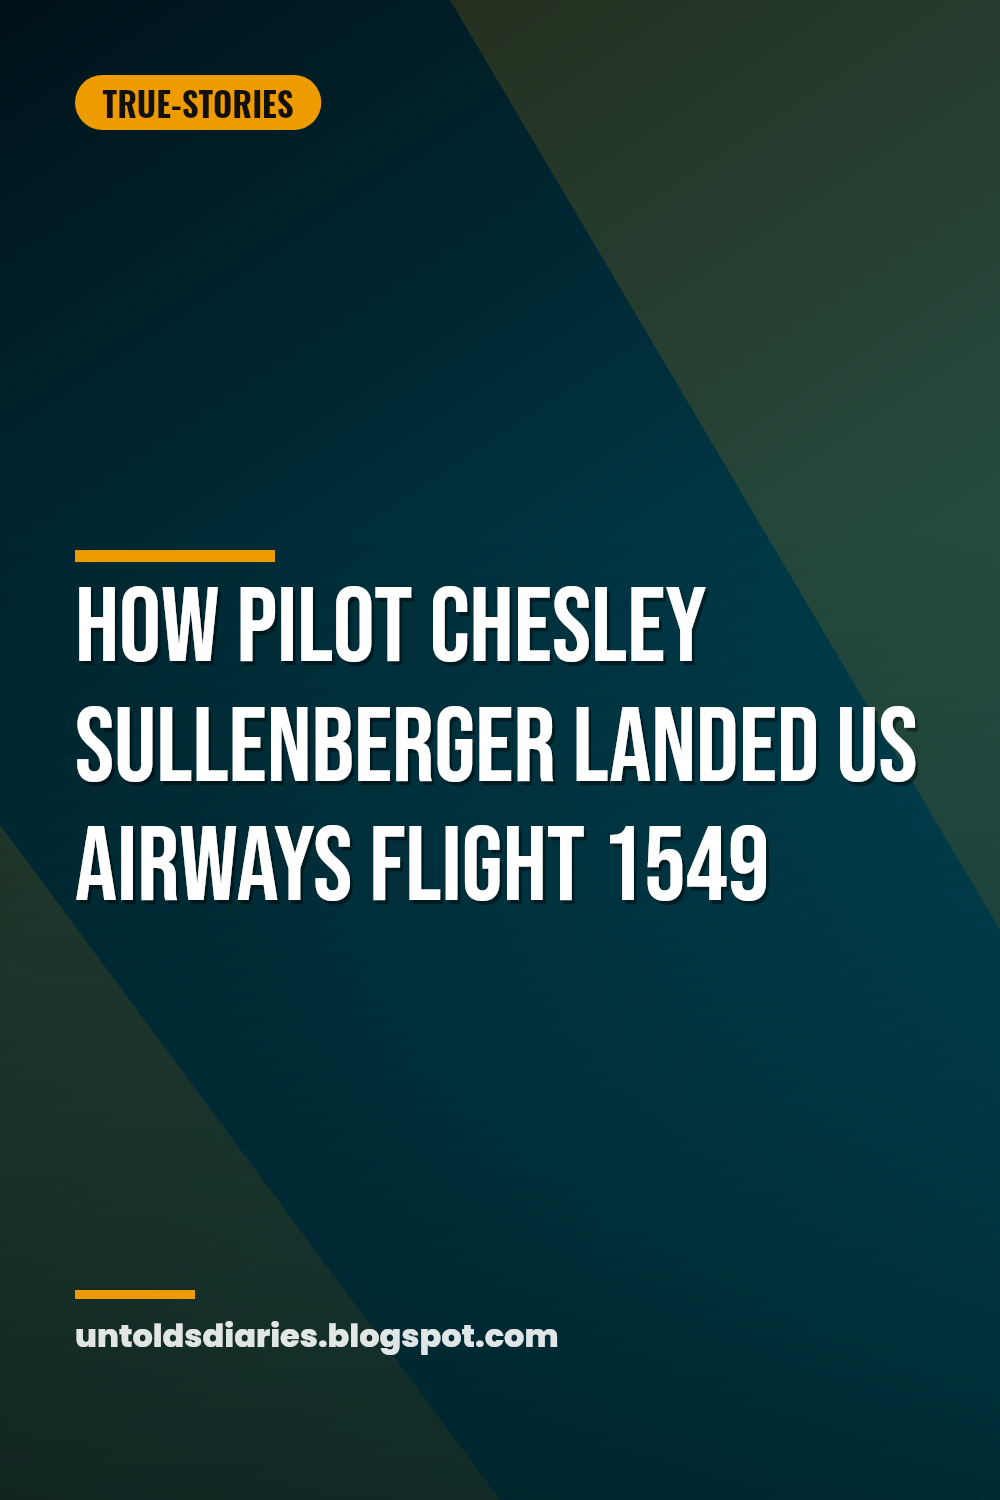 TRUE-STORIES
HOW PILOT CHESLEY
SULLENBERGER LANDED US
AIRWAYS FLIGHT 1549
untoldsdiaries.blogspot.com